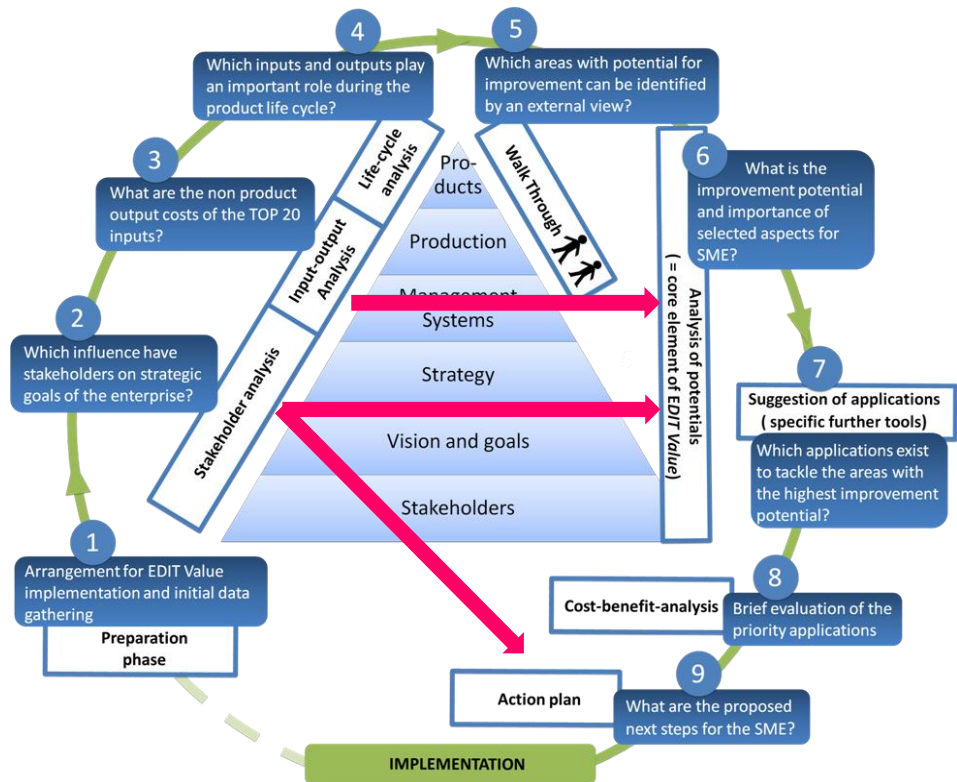 1
Arrangement for EDIT Value
implementation and initial data
gathering
Preparation
phase
2
Which influence have
stakeholders on strategic
goals of the enterprise?
Stakeholder analysis
3
What are the non product
output costs of the TOP 20
inputs?
Input-output
Analysis
4
Which inputs and outputs play
an important role during the
product life cycle?
Life-cycle
analysis
5
Which areas with potential for
improvement can be identified
by an external view?
Walk Through
6
What is the
improvement potential
and importance of
selected aspects for
SME?
Analysis of potentials
( = core element of EDIT Value)
Pro-
ducts
Production
Management
Systems
Strategy
Vision and goals
Stakeholders
7
Suggestion of applications
( specific further tools)
Which applications exist
to tackle the areas with
the highest improvement
potential?
8
Cost-benefit-analysis
Brief evaluation of the
priority applications
9
Action plan
What are the proposed
next steps for the SME?
IMPLEMENTATION